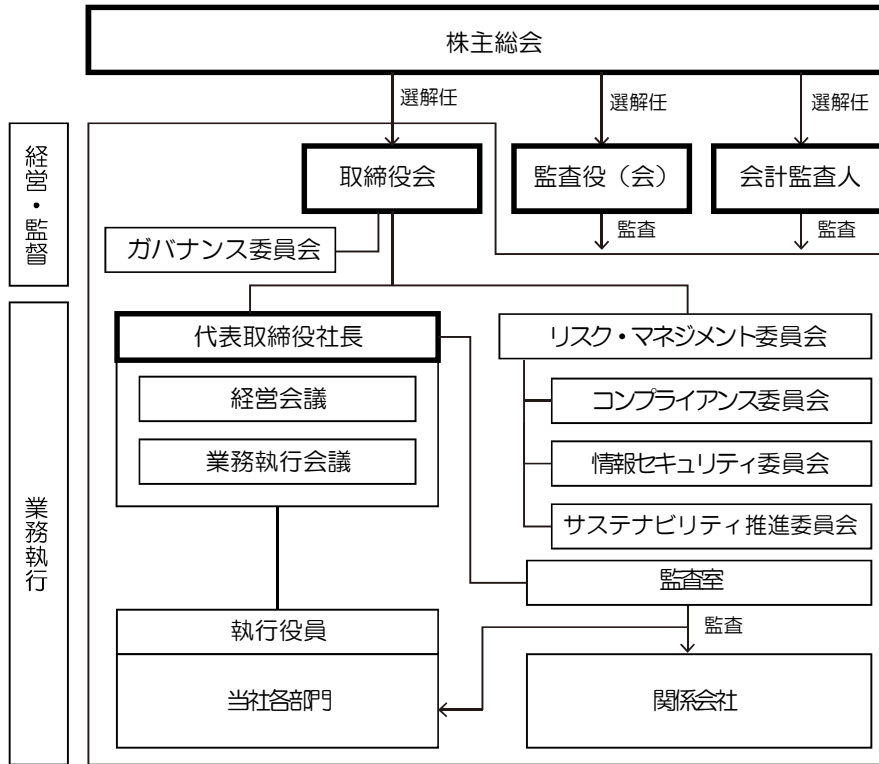 株主総会
選解任
選解任
選解任
経営・監督
取締役会
監査役（会）
会計監査人
監査
監査
ガバナンス委員会
業務執行
代表取締役社長
リスク・マネジメント委員会
経営会議
コンプライアンス委員会
業務執行会議
情報セキュリティ委員会
サステナビリティ推進委員会
監査室
執行役員
監査
当社各部門
関係会社